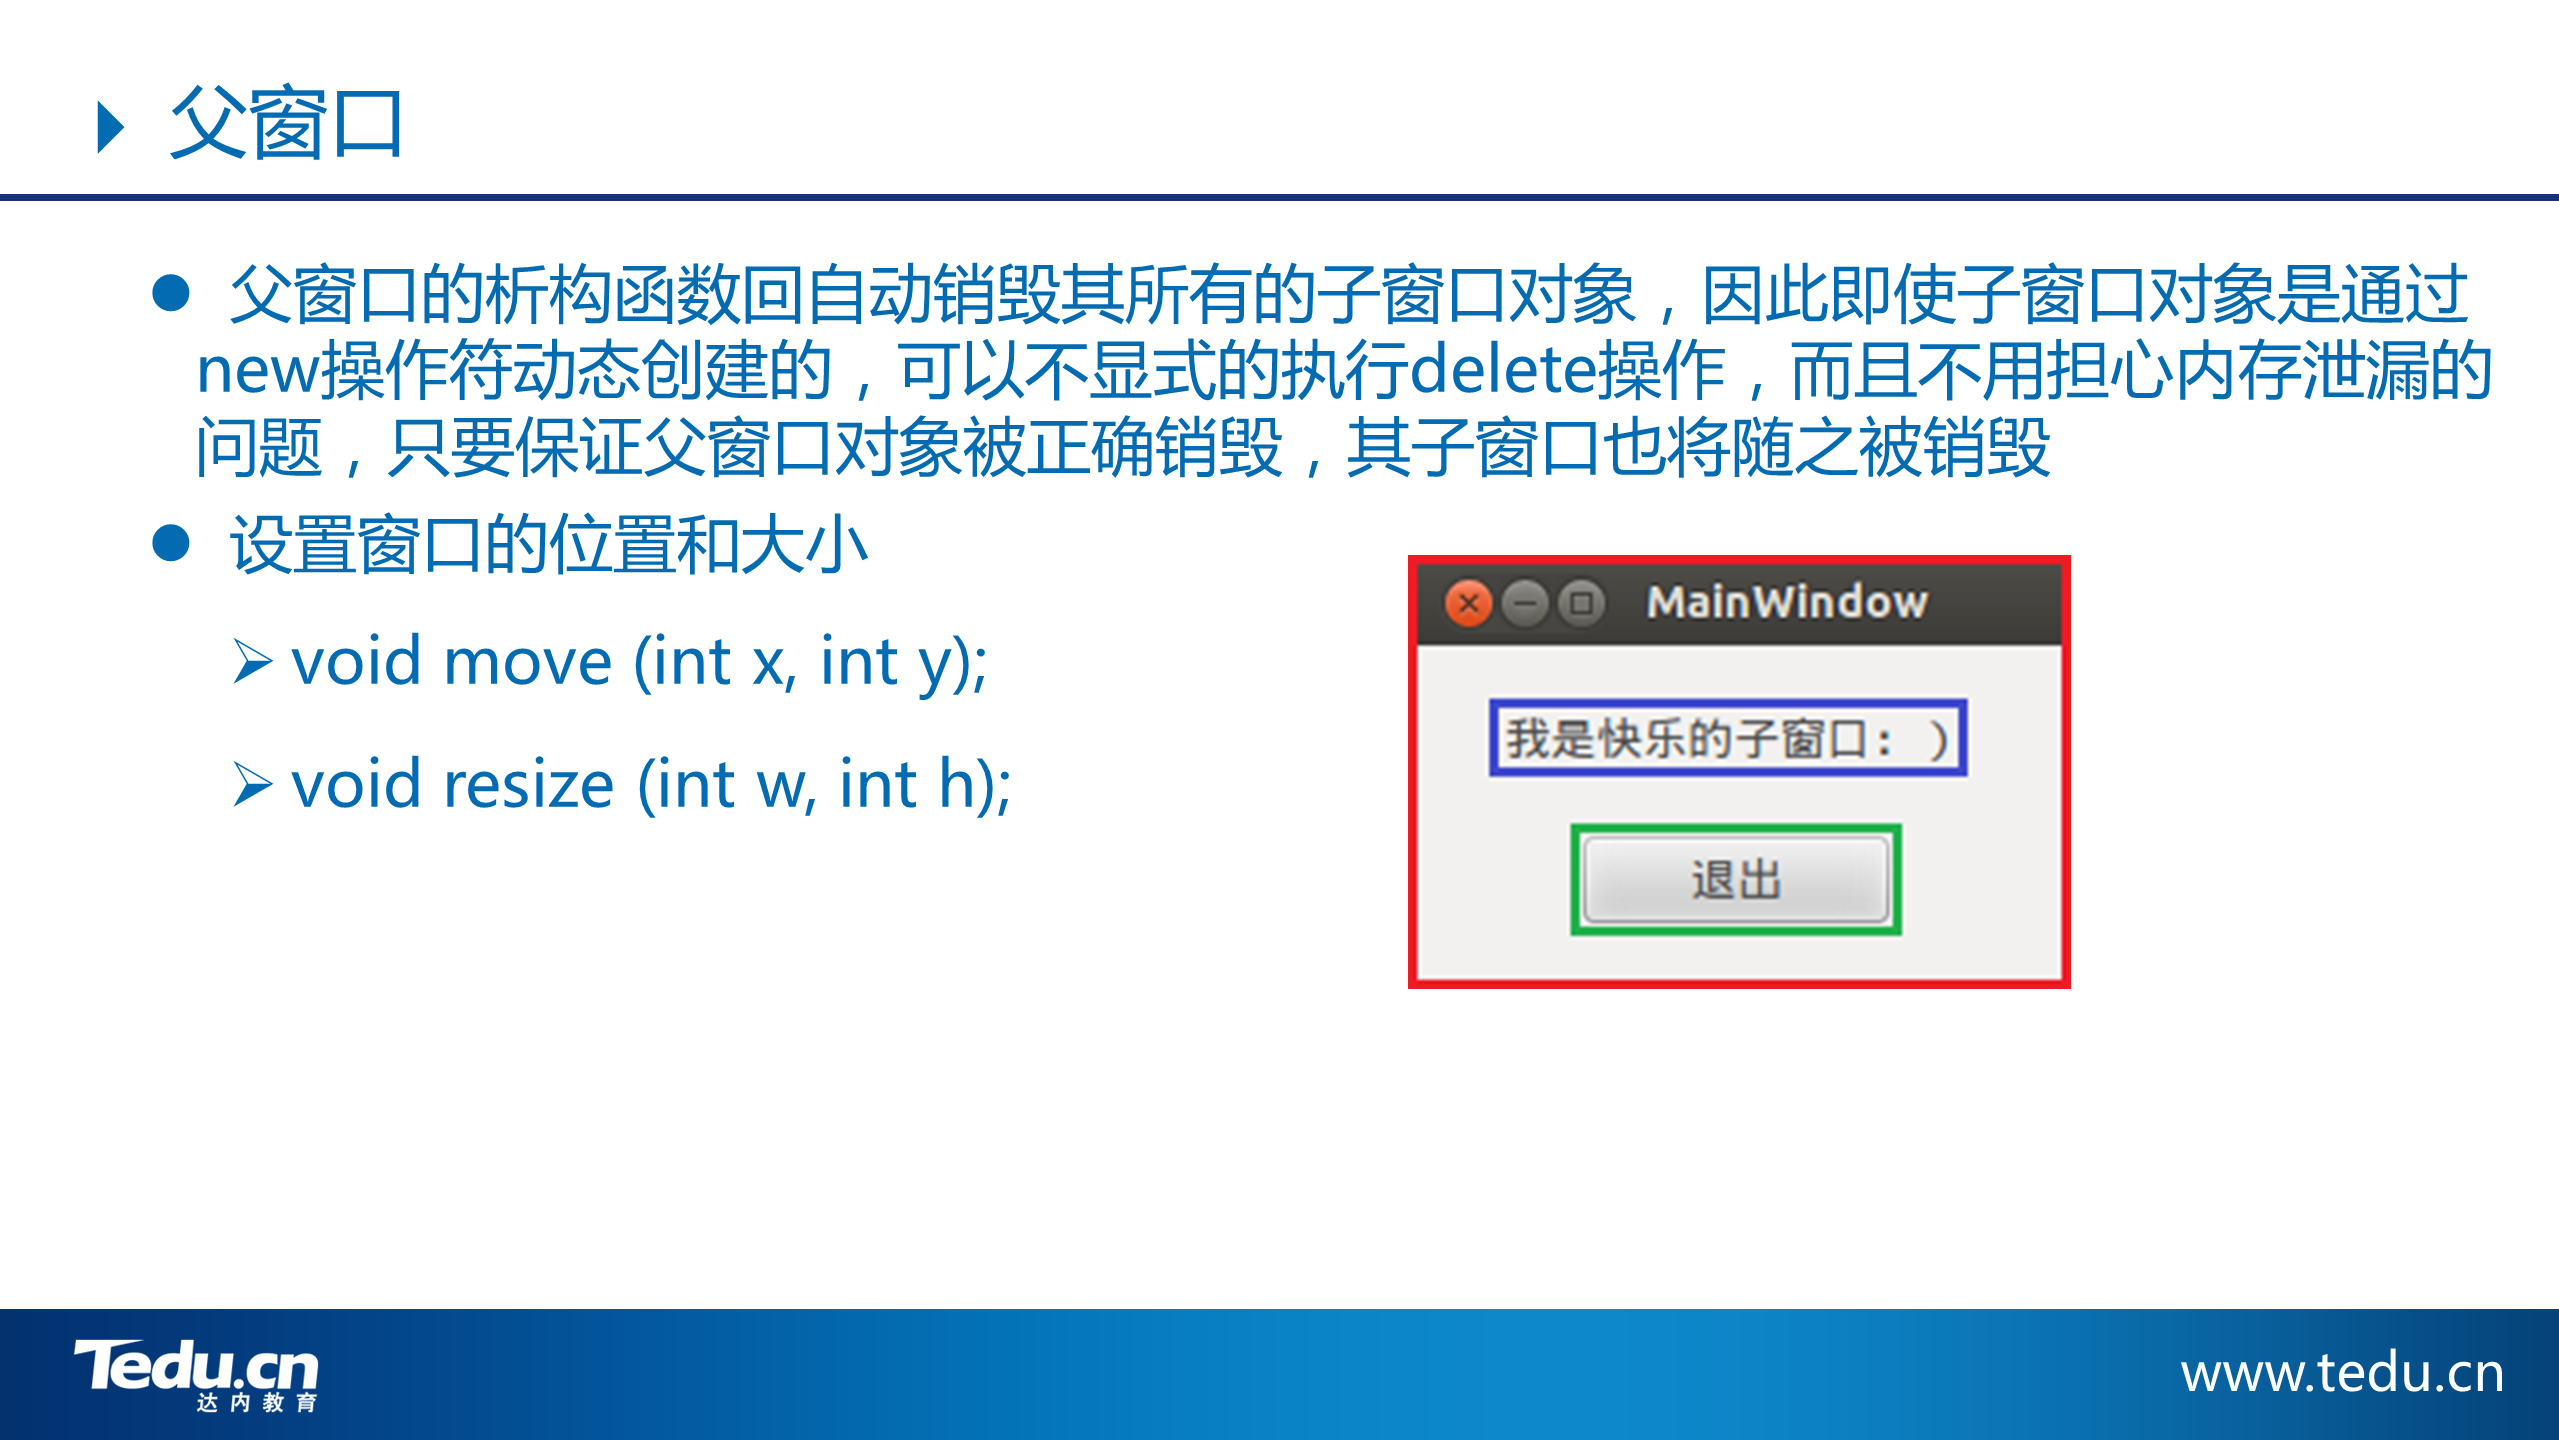 父窗口
父窗口的析构函数回自动销毁其所有的子窗口对象，因此即使子窗口对象是通过
new操作符动态创建的，可以不显式的执行delete操作，而且不用担心内存泄漏的
问题，只要保证父窗口对象被正确销毁，其子窗口也将随之被销毁
设置窗口的位置和大小
void move (int x, int y);
void resize (int w, int h);
MainWindow
我是快乐的子窗口：）
退出
Tedu.cn
达内教育
www.tedu.cn